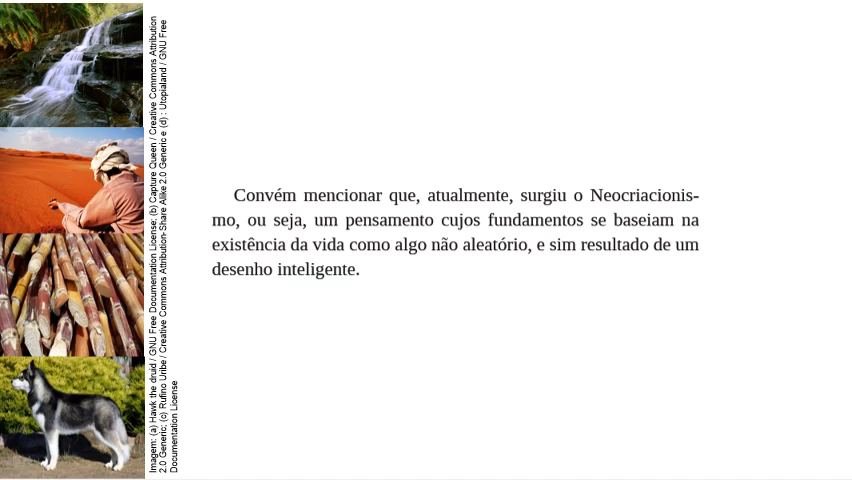 Convém mencionar que, atualmente, surgiu o Neocriacionis-
mo, ou seja, um pensamento cujos fundamentos se baseiam na
existência da vida como algo não aleatório, e sim resultado de um
desenho inteligente.
Imagem: (a) Hawk the druid / GNU Free Documentation License; (b) Capture Queen / Creative Commons Attribution
2.0 Generic; (c) Rufino Uribe / Creative Commons Attribution-Share Alike 2.0 Generic e (d) : Utopialand / GNU Free
Documentation License